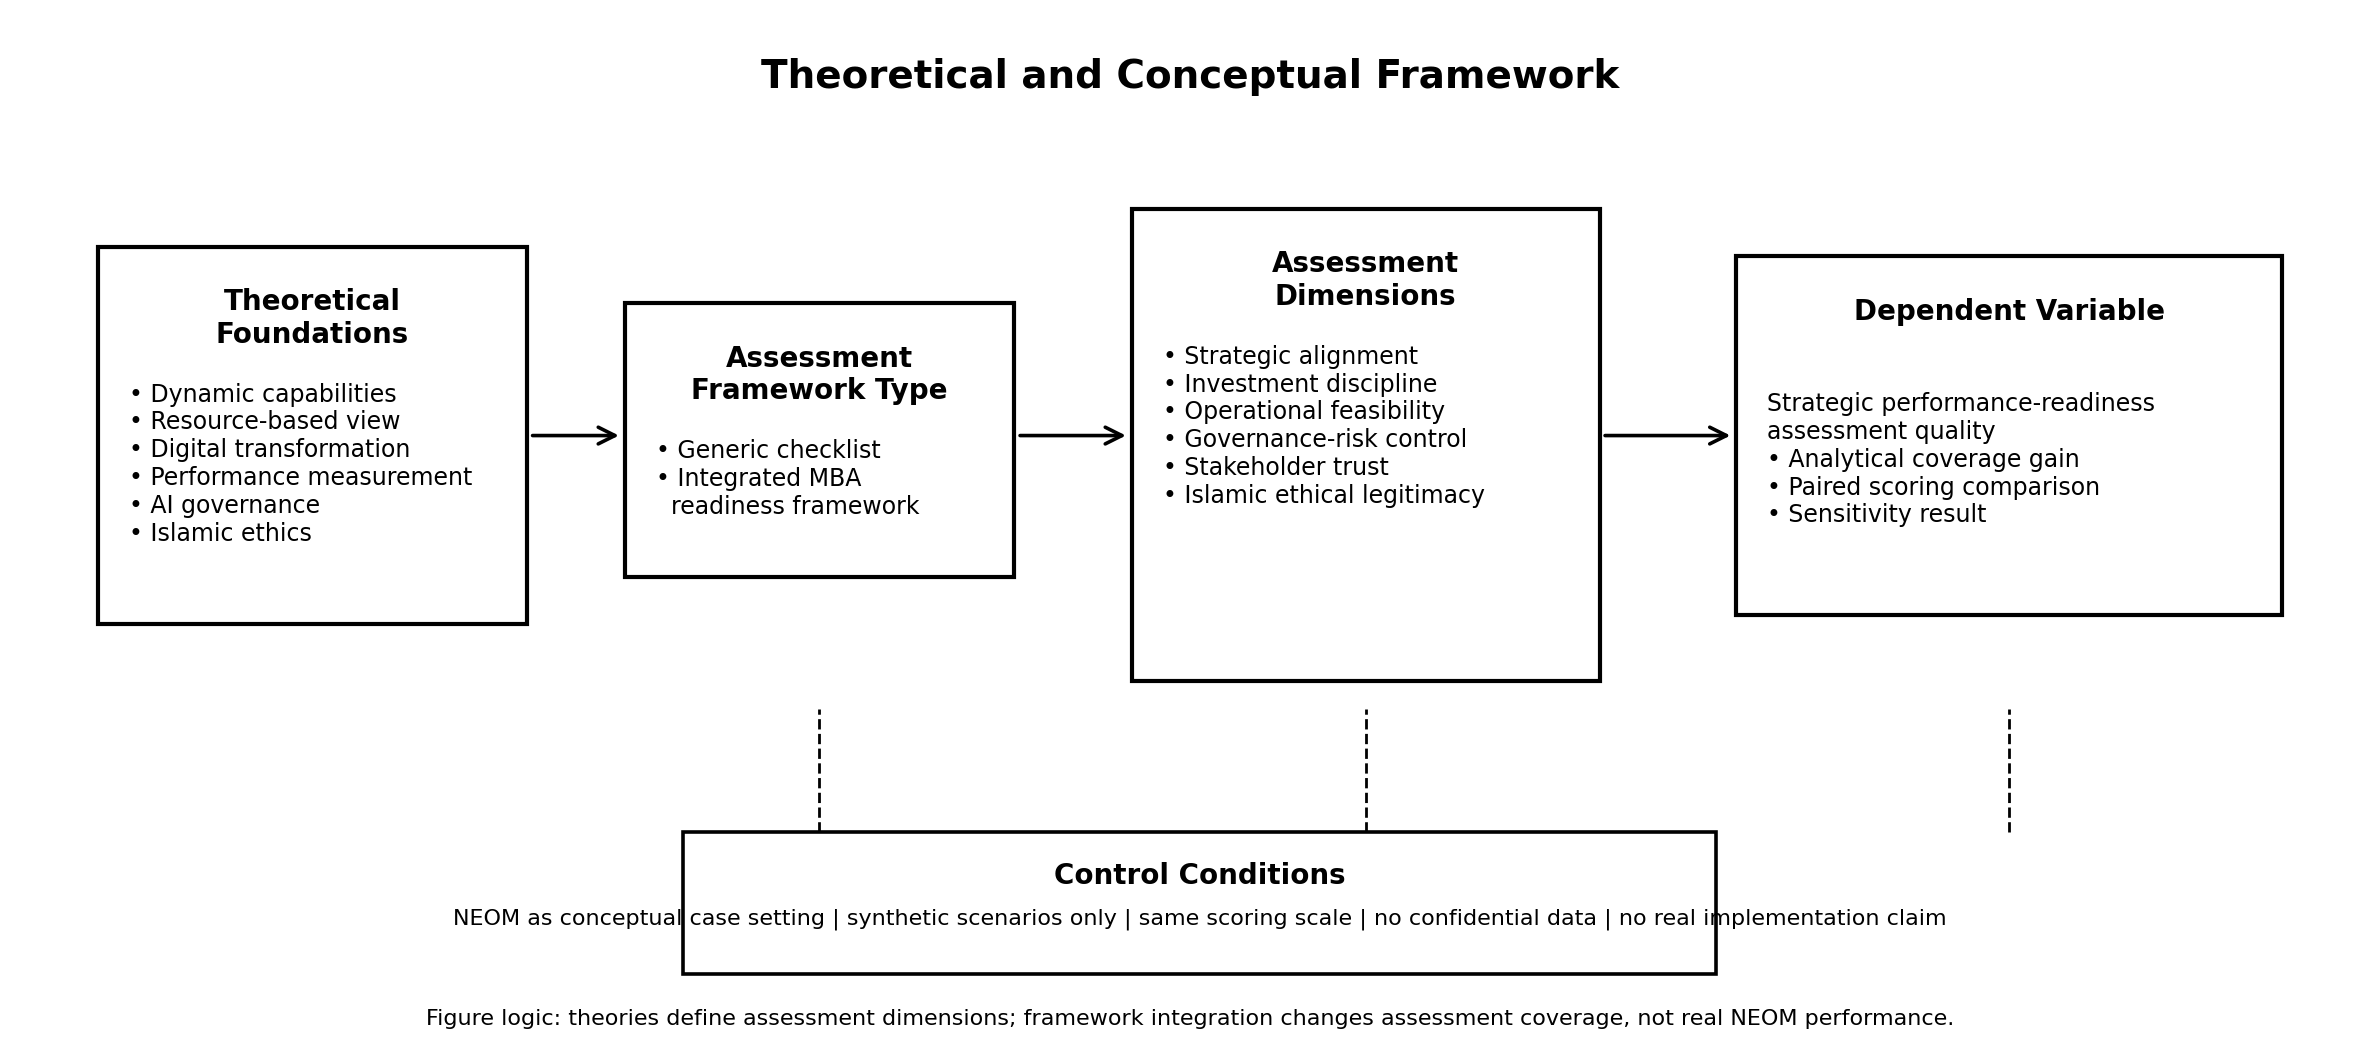 Theoretical and Conceptual Framework
Theoretical
Foundations
• Dynamic capabilities
• Resource-based view
• Digital transformation
• Performance measurement
• AI governance
• Islamic ethics
Assessment
Framework Type
• Generic checklist
• Integrated MBA
readiness framework
Assessment
Dimensions
• Strategic alignment
• Investment discipline
• Operational feasibility
• Governance-risk control
• Stakeholder trust
• Islamic ethical legitimacy
Dependent Variable
Strategic performance-readiness
assessment quality
• Analytical coverage gain
• Paired scoring comparison
• Sensitivity result
Control Conditions
NEOM as conceptual case setting | synthetic scenarios only | same scoring scale | no confidential data | no real implementation claim
Figure logic: theories define assessment dimensions; framework integration changes assessment coverage, not real NEOM performance.